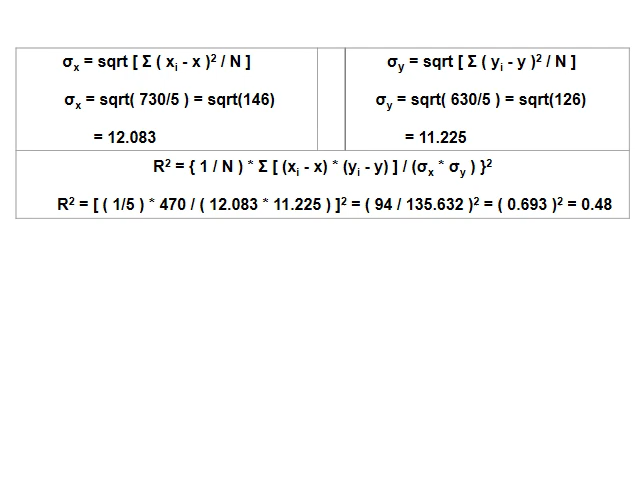 σx = sqrt [ Σ ( xi - x )2 / N ]
σx = sqrt( 730/5 ) = sqrt(146)
= 12.083
σy = sqrt [ Σ ( yi - y )2 / N ]
σy = sqrt( 630/5 ) = sqrt(126)
= 11.225
R2 = { 1 / N ) * Σ [ (xi - x) * (yi - y) ] / (σx * σy ) }2
R2 = [ ( 1/5 ) * 470 / ( 12.083 * 11.225 ) ]2 = ( 94 / 135.632 )2 = ( 0.693 )2 = 0.48